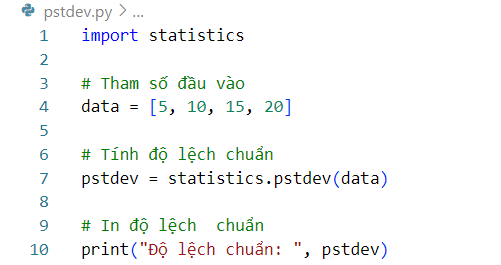 pstdev.py > ...
1 import statistics
2
3 # Tham số đầu vào
4 data = [5, 10, 15, 20]
5
6 # Tính độ lệch chuẩn
7 pstdev = statistics.pstdev(data)
8
9 # In độ lệch  chuẩn
10 print("Độ lệch chuẩn: ", pstdev)